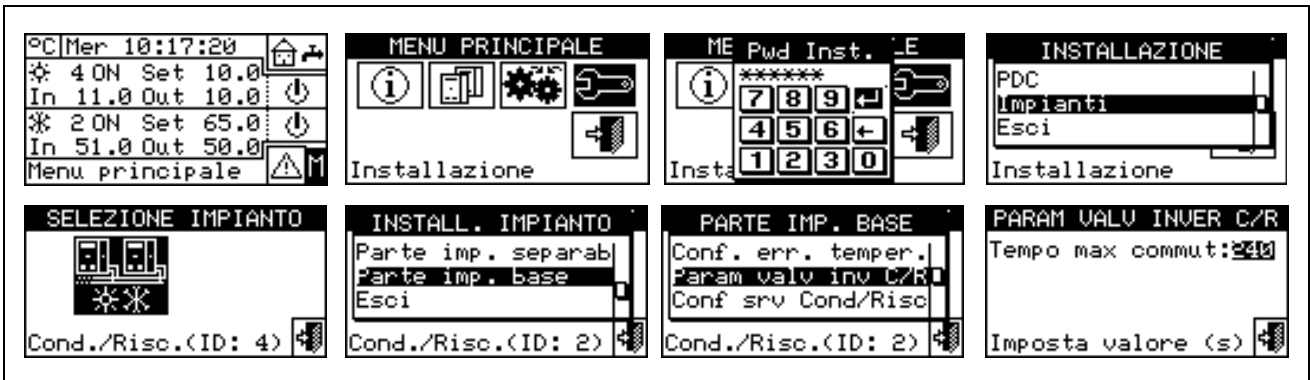 ºC Mer 10:17:20
4 ON Set 10.0
In 11.0 Out 10.0
2 ON Set 65.0
In 51.0 Out 50.0
Menu principale M
MENU PRINCIPALE
i
Installazione
ME Pwd Inst. LE
******
i 7 8 9
4 5 6
Insta 1 2 3 0
INSTALLAZIONE
PDC
Impianti
Esci
Installazione
SELEZIONE IMPIANTO
Cond./Risc.(ID: 4)
INSTALL. IMPIANTO
Parte imp. separab
Parte imp. base
Esci
Cond./Risc.(ID: 2)
PARTE IMP. BASE
Conf. err. temper.
Param valv inv C/R
Conf srv Cond/Risc
Cond./Risc.(ID: 2)
PARAM VALV INVER C/R
Tempo max commut:240
Imposta valore (s)